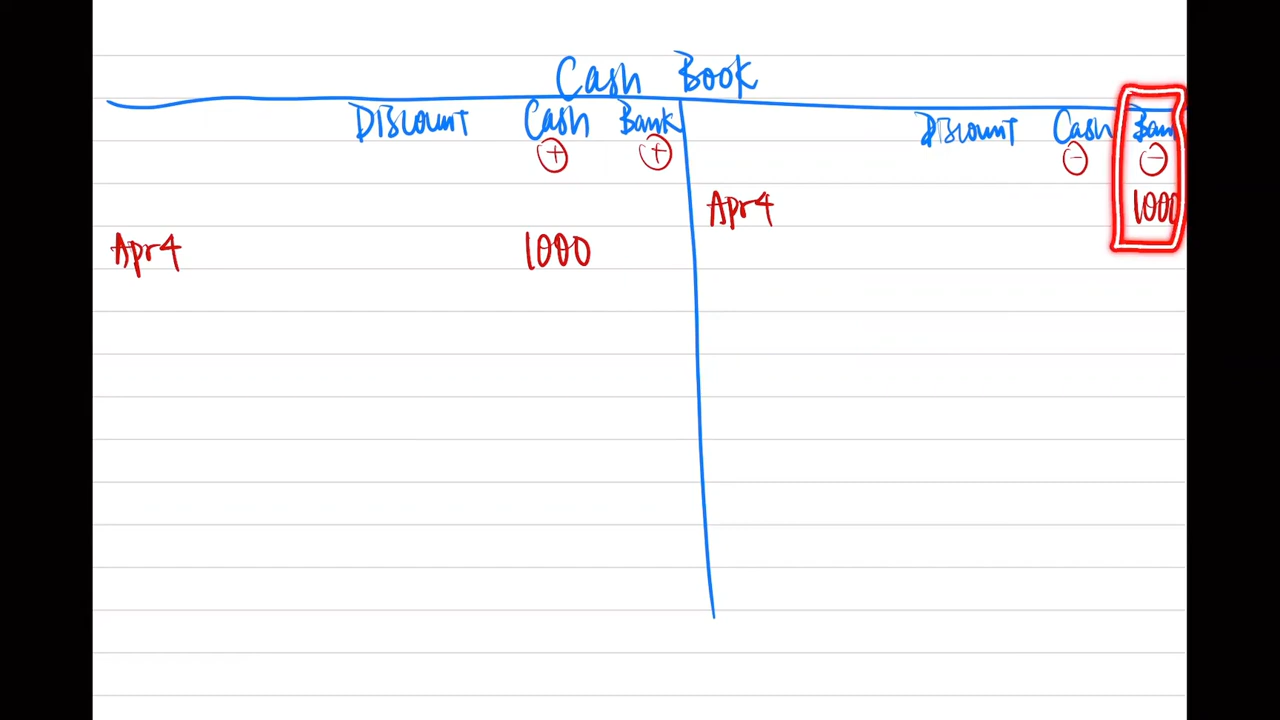 Cash Book
Discount Cash Bank Discount Cash Bank
+ + - -
Apr 4 1000
Apr 4 1000